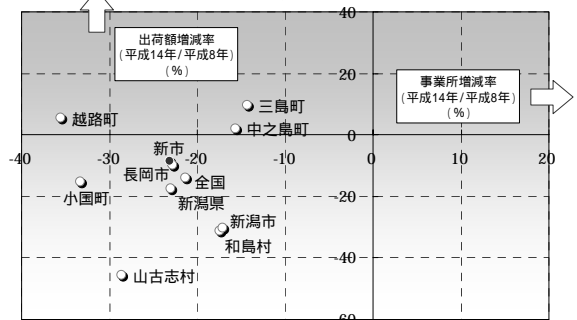 40
出荷額増減率
(平成14年/平成8年)
(%)
20
事業所増減率
(平成14年/平成8年)
(%)
三島町
越路町
中之島町
0
-40
-30
-20
-10
0
10
20
新市
長岡市
全国
小国町
新潟県
-20
新潟市
和島村
-40
山古志村
-60